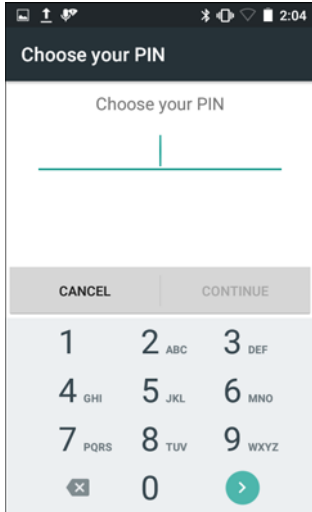 2:04
Choose your PIN
Choose your PIN
CANCEL CONTINUE
1 2 ABC 3 DEF
4 GHI 5 JKL 6 MNO
7 PQRS 8 TUV 9 WXYZ
0